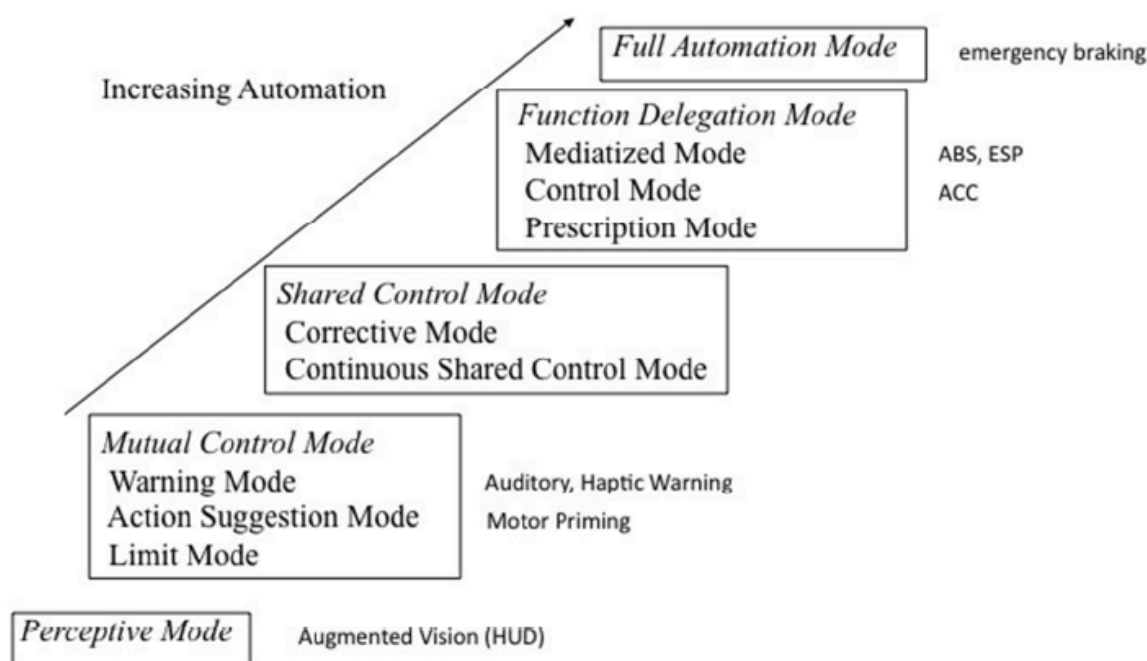 Full Automation Mode emergency braking
Increasing Automation
Function Delegation Mode
Mediatized Mode ABS, ESP
Control Mode ACC
Prescription Mode
Shared Control Mode
Corrective Mode
Continuous Shared Control Mode
Mutual Control Mode
Warning Mode Auditory, Haptic Warning
Action Suggestion Mode Motor Priming
Limit Mode
Perceptive Mode Augmented Vision (HUD)